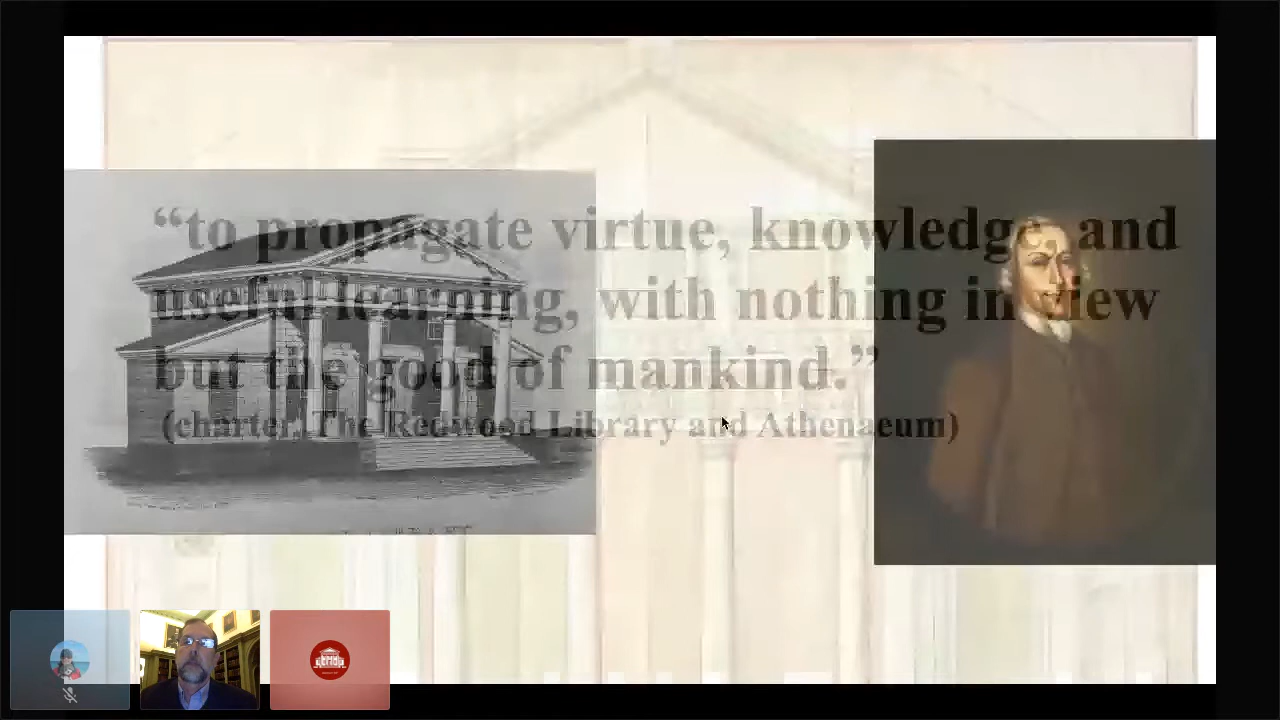 “to propagate virtue, knowledge, and
useful learning, with nothing in view
but the good of mankind.”
(charter, The Redwood Library and Athenaeum)